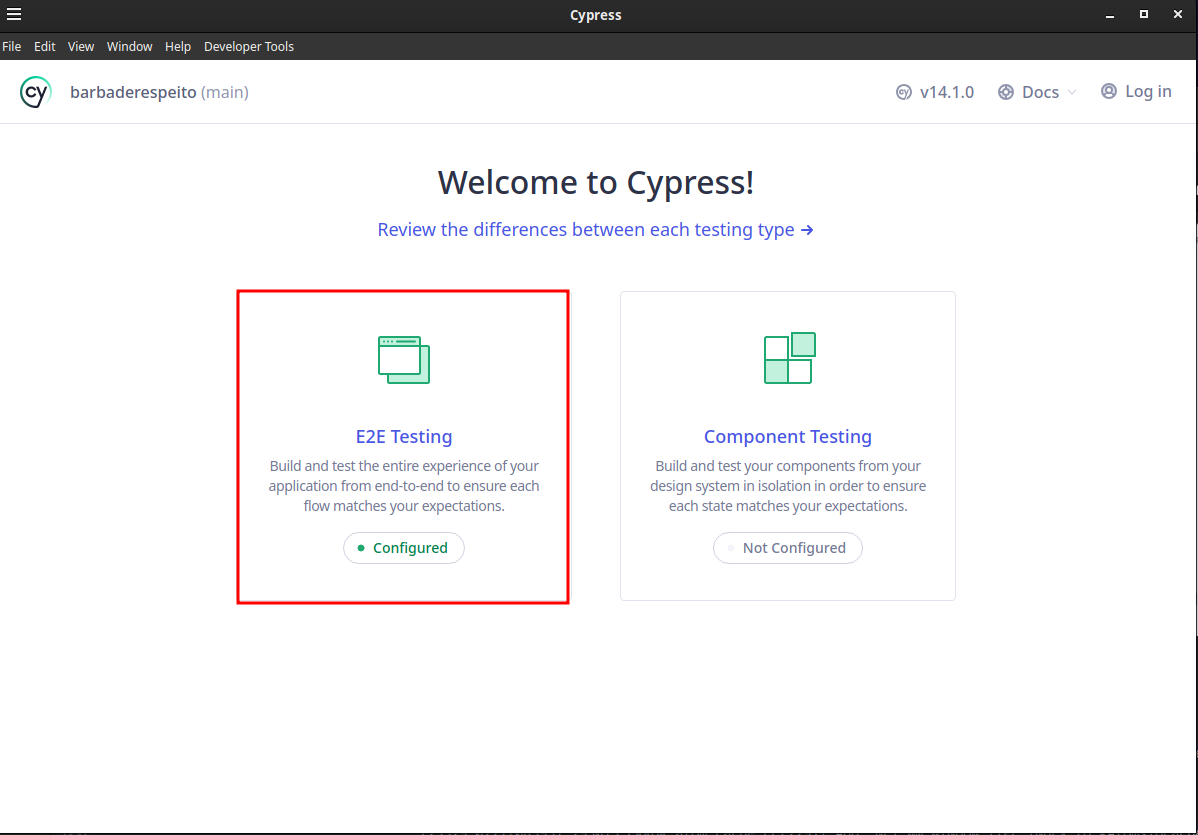 Cypress
File Edit View Window Help Developer Tools
cy barbaderespeito (main) cy v14.1.0 Docs Log in
Welcome to Cypress!
Review the differences between each testing type →
E2E Testing
Build and test the entire experience of your
application from end-to-end to ensure each
flow matches your expectations.
Configured
Component Testing
Build and test your components from your
design system in isolation in order to ensure
each state matches your expectations.
Not Configured